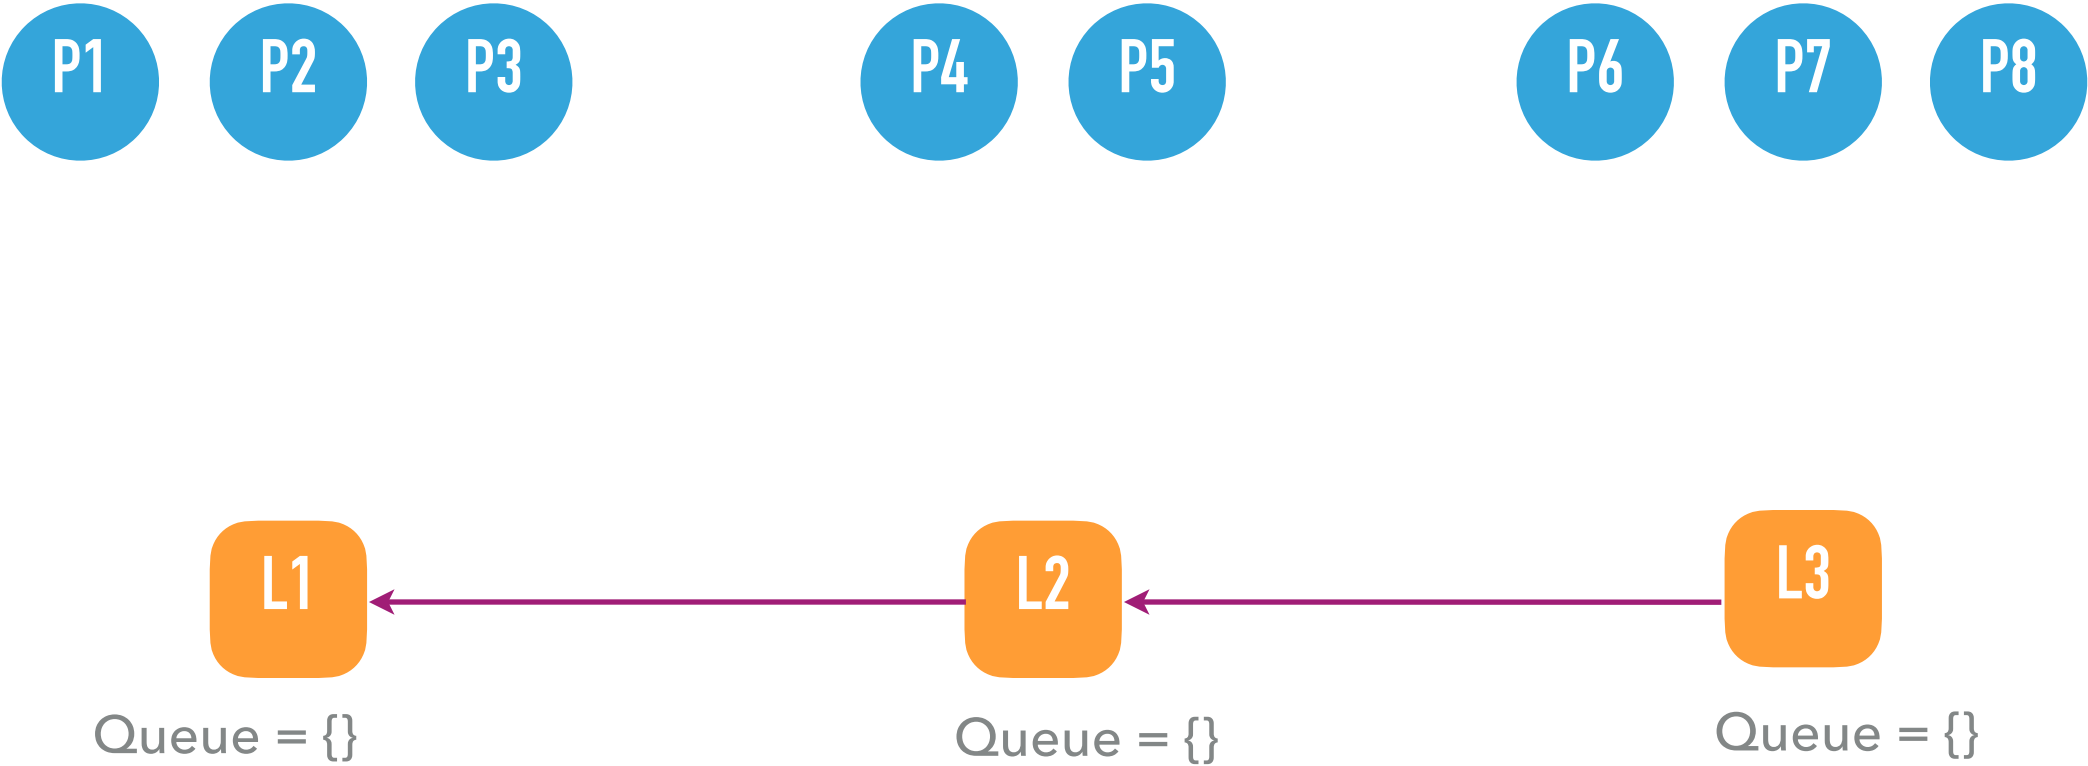 P1 P2 P3 P4 P5 P6 P7 P8
L1 L2 L3
Queue = {} Queue = {} Queue = {}